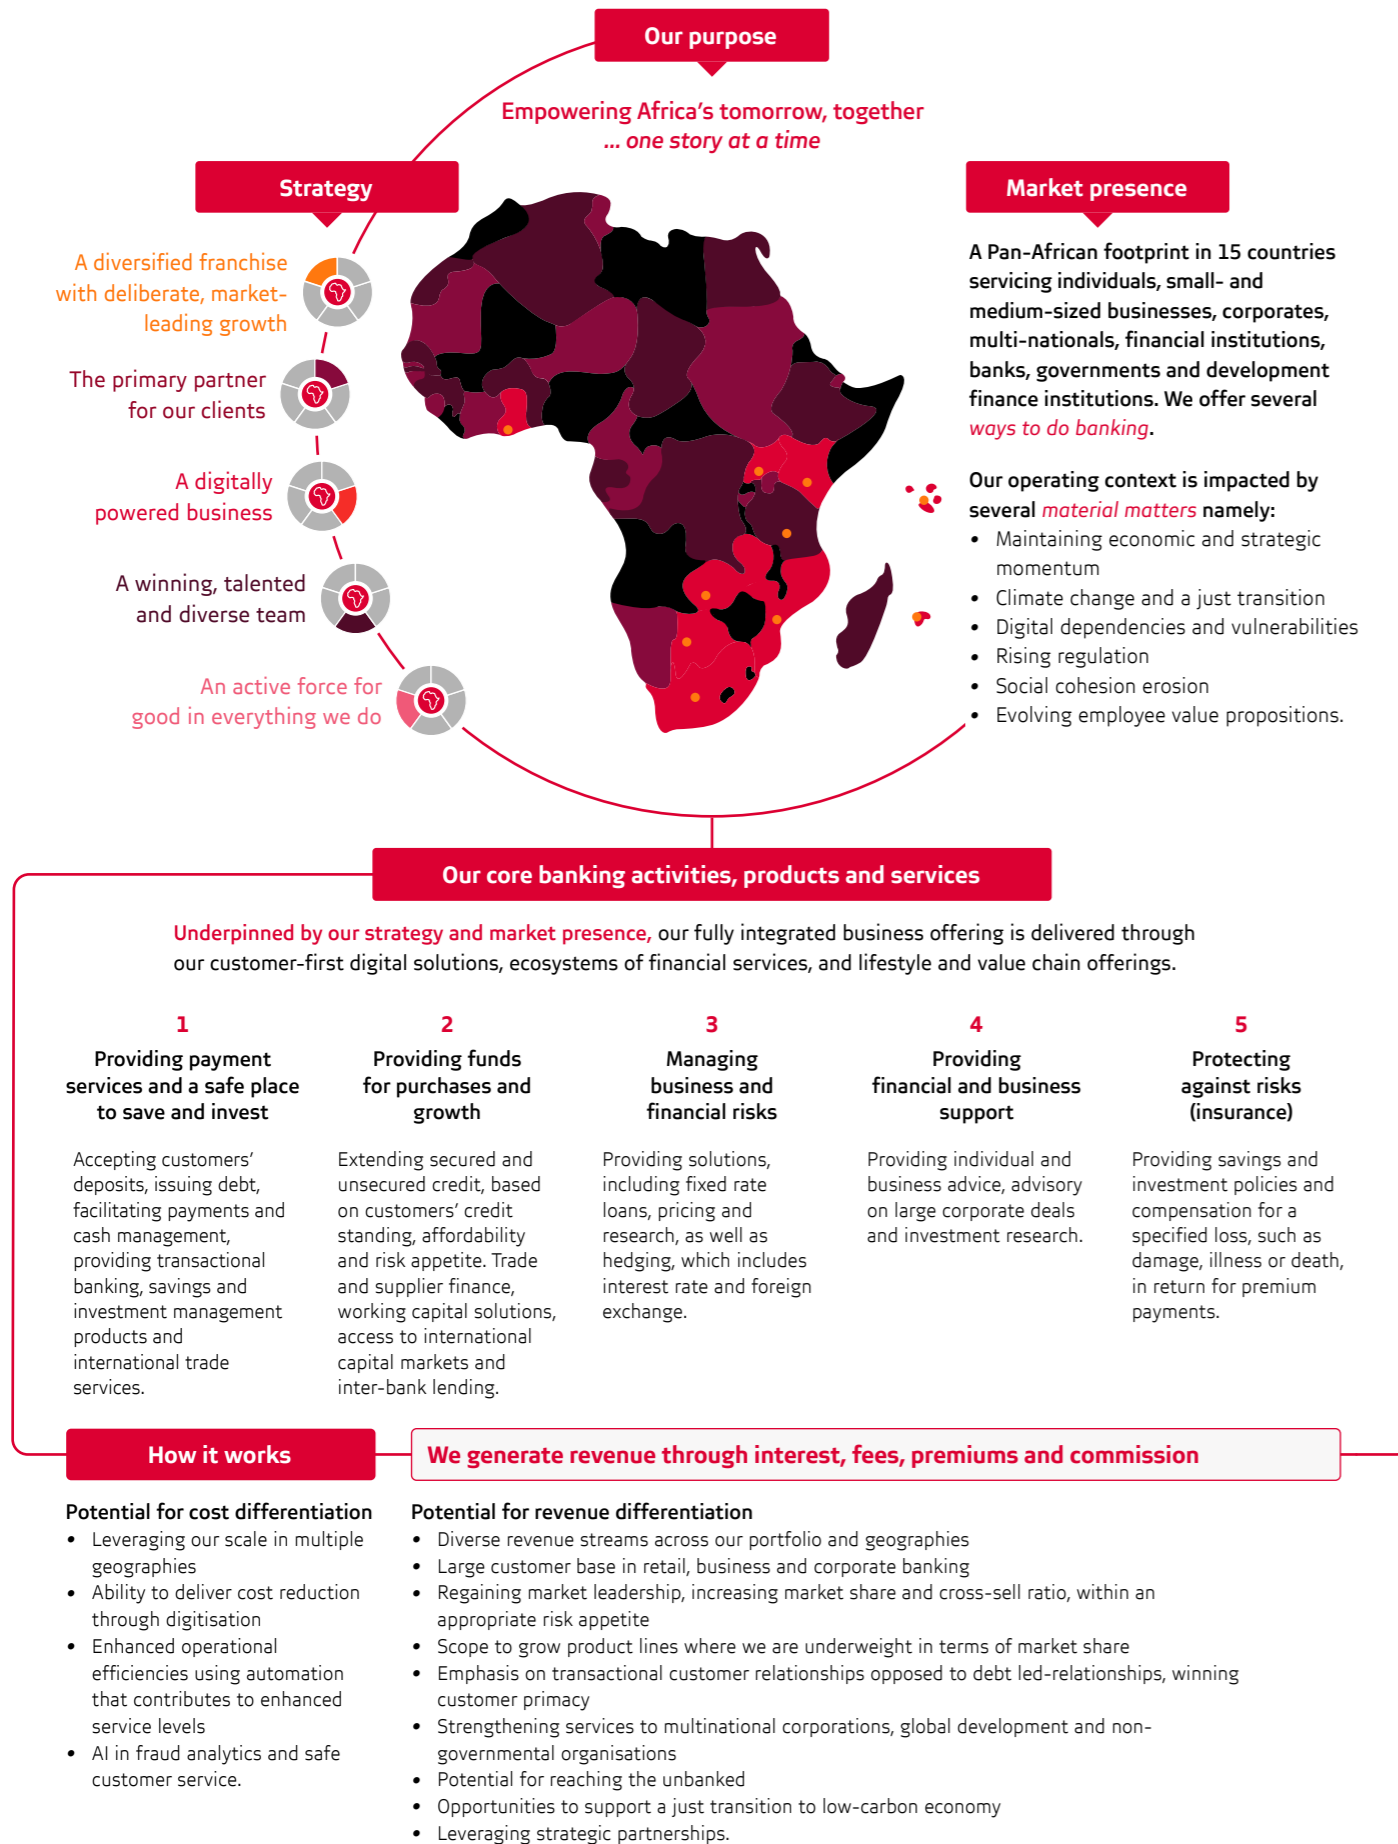 Our purpose
Empowering Africa's tomorrow, together
... one story at a time
Strategy
A diversified franchise
with deliberate, market-
leading growth
The primary partner
for our clients
A digitally
powered business
A winning, talented
and diverse team
An active force for
good in everything we do
Market presence
A Pan-African footprint in 15 countries
servicing individuals, small- and
medium-sized businesses, corporates,
multi-nationals, financial institutions,
banks, governments and development
finance institutions. We offer several
ways to do banking.
Our operating context is impacted by
several material matters namely:
• Maintaining economic and strategic
momentum
• Climate change and a just transition
• Digital dependencies and vulnerabilities
• Rising regulation
• Social cohesion erosion
• Evolving employee value propositions.
Our core banking activities, products and services
Underpinned by our strategy and market presence, our fully integrated business offering is delivered through
our customer-first digital solutions, ecosystems of financial services, and lifestyle and value chain offerings.
1
Providing payment
services and a safe place
to save and invest
Accepting customers'
deposits, issuing debt,
facilitating payments and
cash management,
providing transactional
banking, savings and
investment management
products and
international trade
services.
2
Providing funds
for purchases and
growth
Extending secured and
unsecured credit, based
on customers' credit
standing, affordability
and risk appetite. Trade
and supplier finance,
working capital solutions,
access to international
capital markets and
inter-bank lending.
3
Managing
business and
financial risks
Providing solutions,
including fixed rate
loans, pricing and
research, as well as
hedging, which includes
interest rate and foreign
exchange.
4
Providing
financial and business
support
Providing individual and
business advice, advisory
on large corporate deals
and investment research.
5
Protecting
against risks
(insurance)
Providing savings and
investment policies and
compensation for a
specified loss, such as
damage, illness or death,
in return for premium
payments.
How it works
Potential for cost differentiation
• Leveraging our scale in multiple
geographies
• Ability to deliver cost reduction
through digitisation
• Enhanced operational
efficiencies using automation
that contributes to enhanced
service levels
• AI in fraud analytics and safe
customer service.
We generate revenue through interest, fees, premiums and commission
Potential for revenue differentiation
• Diverse revenue streams across our portfolio and geographies
• Large customer base in retail, business and corporate banking
• Regaining market leadership, increasing market share and cross-sell ratio, within an
appropriate risk appetite
• Scope to grow product lines where we are underweight in terms of market share
• Emphasis on transactional customer relationships opposed to debt led-relationships, winning
customer primacy
• Strengthening services to multinational corporations, global development and non-
governmental organisations
• Potential for reaching the unbanked
• Opportunities to support a just transition to low-carbon economy
• Leveraging strategic partnerships.